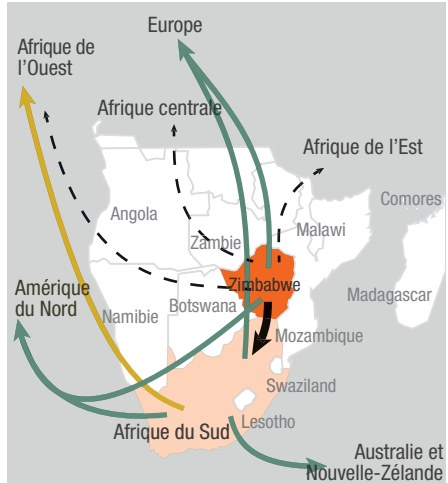 Europe
Afrique de
l’Ouest
Afrique centrale
Afrique de l’Est
Comores
Angola
Malawi
Zambie
Zimbabwe
Amérique
du Nord
Madagascar
Botswana
Namibie
Mozambique
Swaziland
Lesotho
Afrique du Sud
Australie et
Nouvelle-Zélande